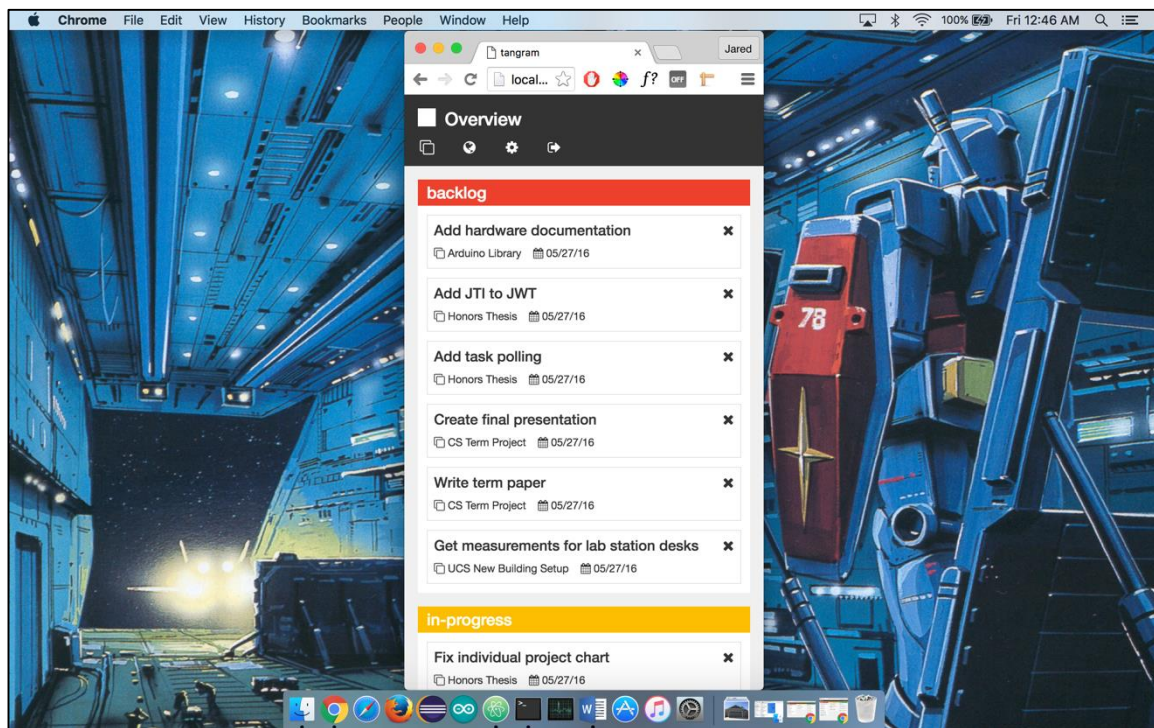 Chrome File Edit View History Bookmarks People Window Help 100% Fri 12:46 AM
tangram Jared
local... f? OFF
Overview
backlog
Add hardware documentation
Arduino Library 05/27/16
Add JTI to JWT
Honors Thesis 05/27/16
Add task polling
Honors Thesis 05/27/16
Create final presentation
CS Term Project 05/27/16
Write term paper
CS Term Project 05/27/16
Get measurements for lab station desks
UCS New Building Setup 05/27/16
in-progress
Fix individual project chart
Honors Thesis 05/27/16
78